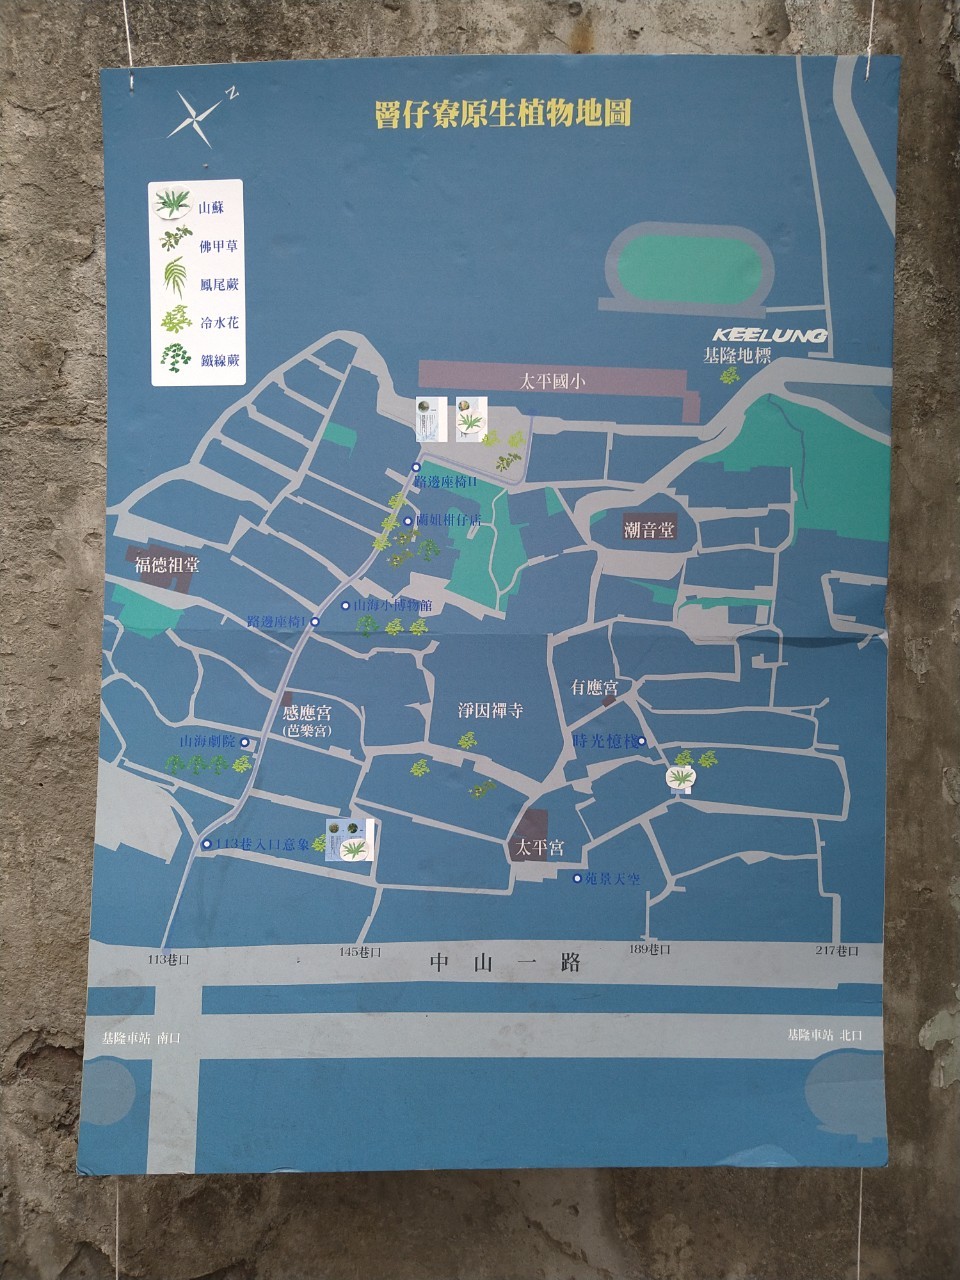 N
罾仔寮原生植物地圖
山蘇
佛甲草
鳳尾蕨
冷水花
鐵線蕨
KEELUNG
基隆地標
太平國小
路邊座椅II
蘭姐柑仔店
潮音堂
福德祖堂
山海小博物館
路邊座椅I
有應宮
感應宮
(芭樂宮)
淨因禪寺
山海劇院
時光憶棧
113巷入口意象
太平宮
苑景天空
113巷口
145巷口
189巷口
217巷口
中山一路
基隆車站 南口
基隆車站 北口